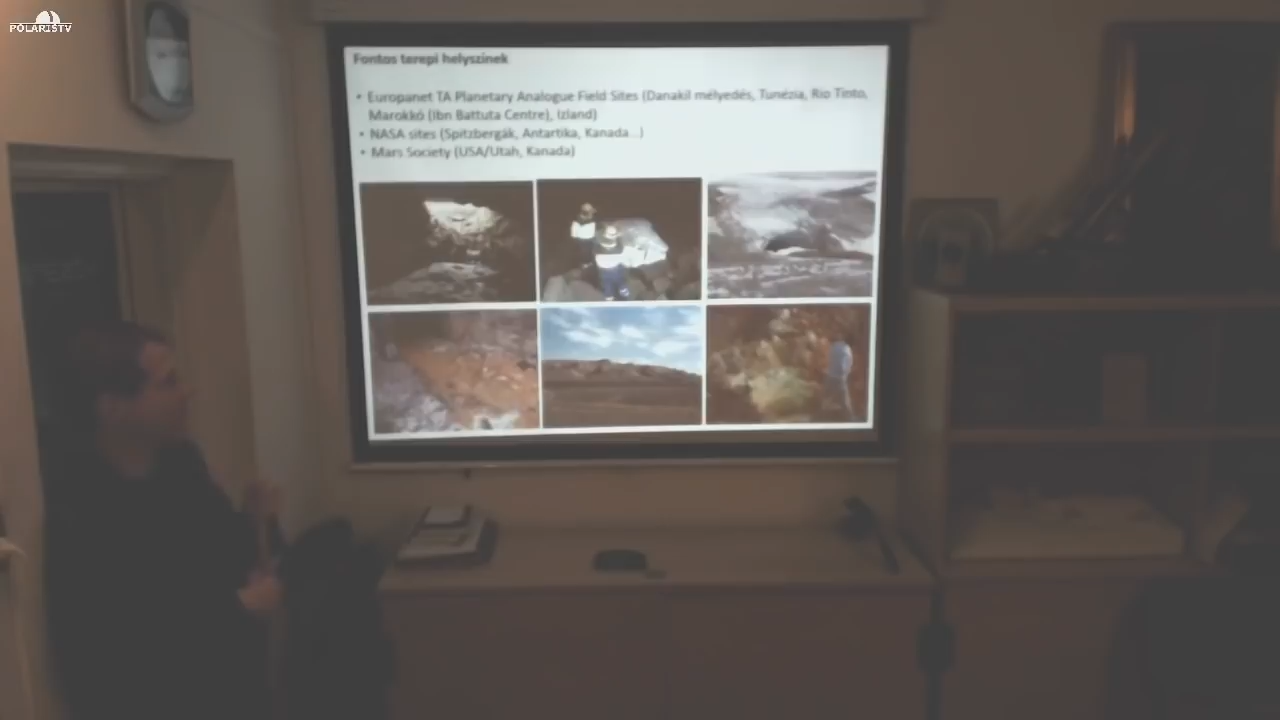 POLARISTV
Fontos terepi helyszínek
• Europanet TA Planetary Analogue Field Sites (Danakil mélyedés, Tunézia, Rio Tinto,
Marokkó (Ibn Battuta Centre), Izland)
• NASA sites (Spitzbergák, Antartika, Kanada...)
• Mars Society (USA/Utah, Kanada)